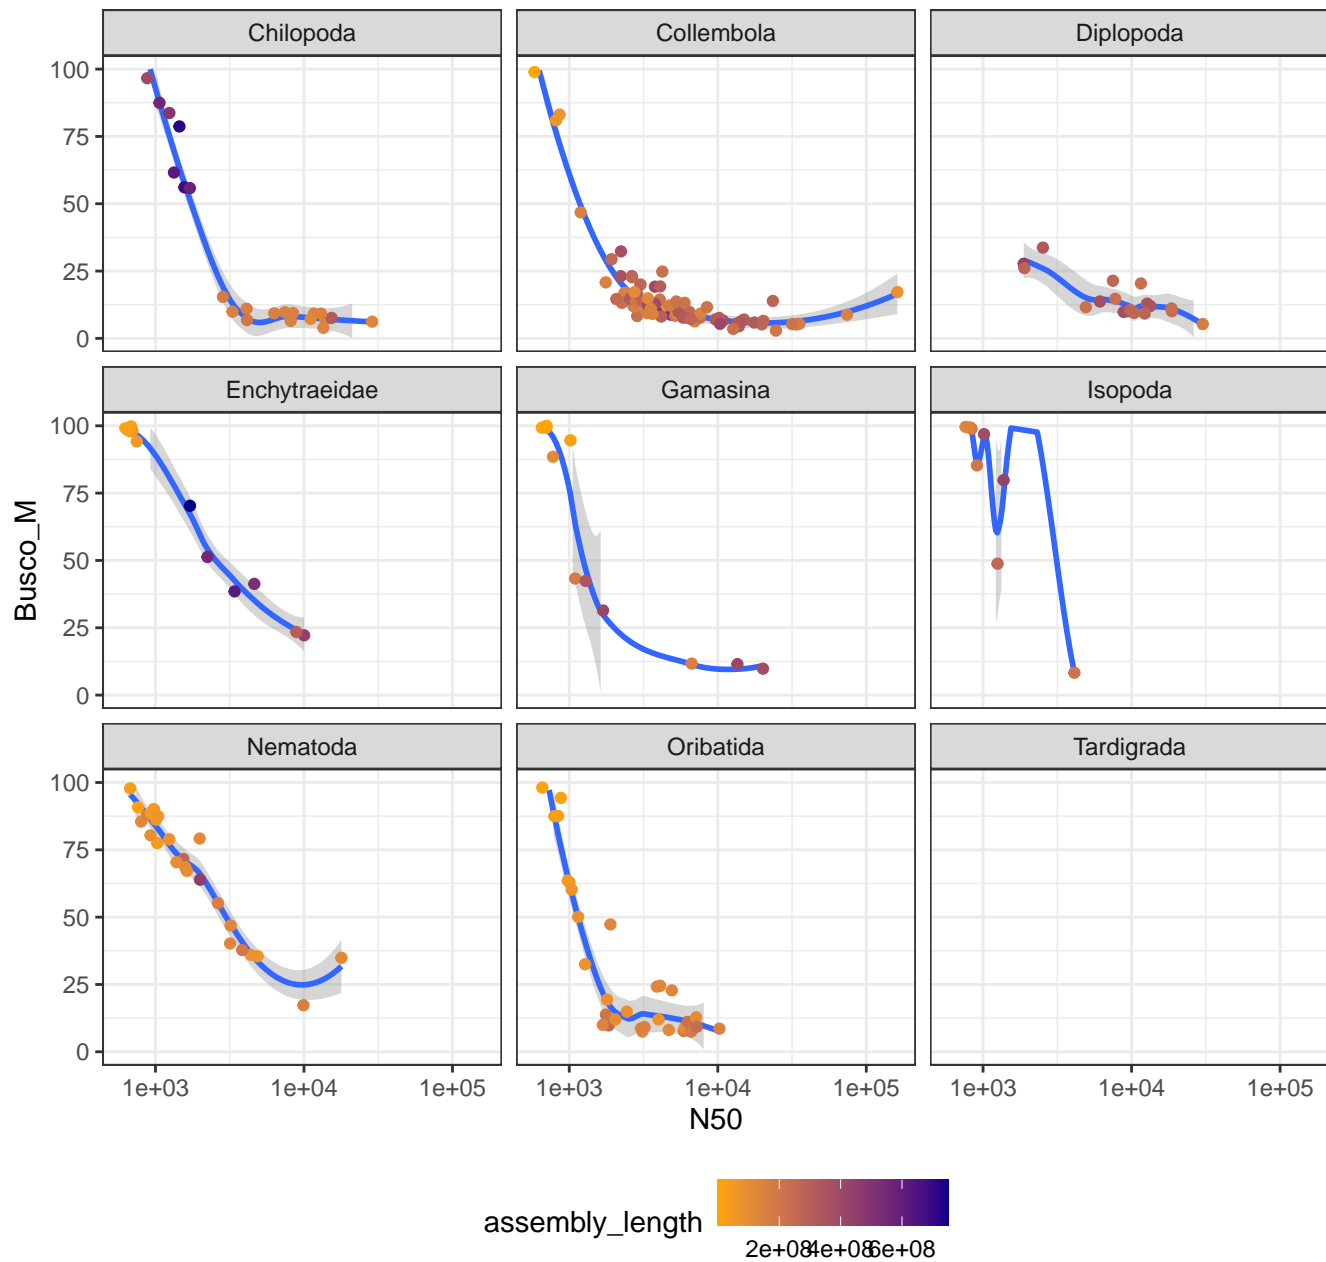 Chilopoda Collembola Diplopoda
100
75
50
25
0
Enchytraeidae Gamasina Isopoda
100
75
50
25
0
Busco_M
Nematoda Oribatida Tardigrada
100
75
50
25
0
1e+03 1e+04 1e+05 1e+03 1e+04 1e+05 1e+03 1e+04 1e+05
N50
assembly_length
2e+08 4e+08 6e+08